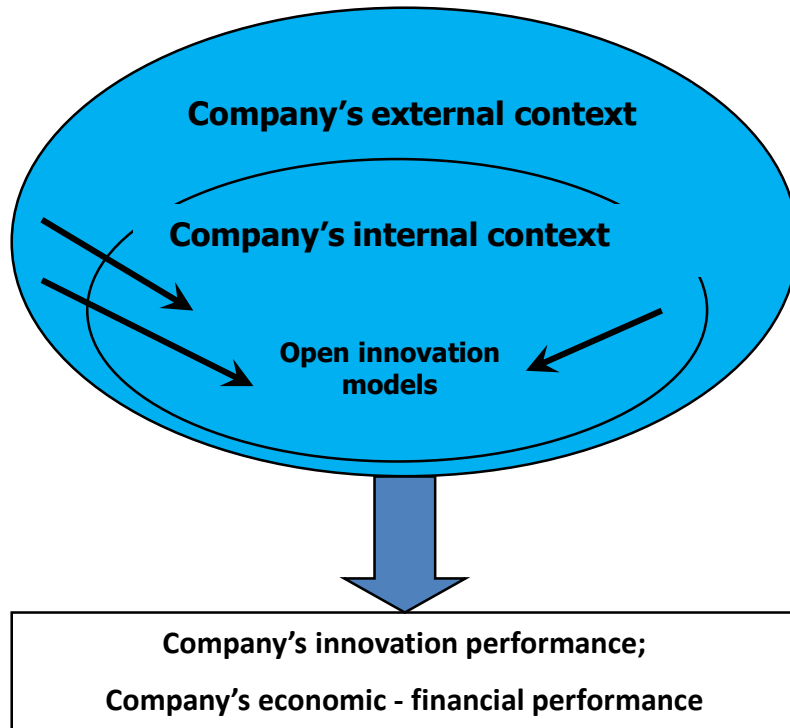 Company’s external context
Company’s internal context
Open innovation
models
Company’s innovation performance;
Company’s economic - financial performance